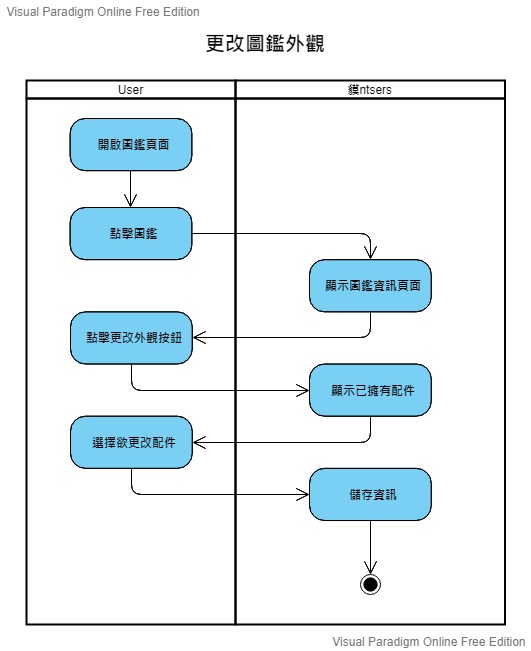 Visual Paradigm Online Free Edition
更改圖鑑外觀
User
貘ntsers
開啟圖鑑頁面
點擊圖鑑
顯示圖鑑資訊頁面
點擊更改外觀按鈕
顯示已擁有配件
選擇欲更改配件
儲存資訊
Visual Paradigm Online Free Edition